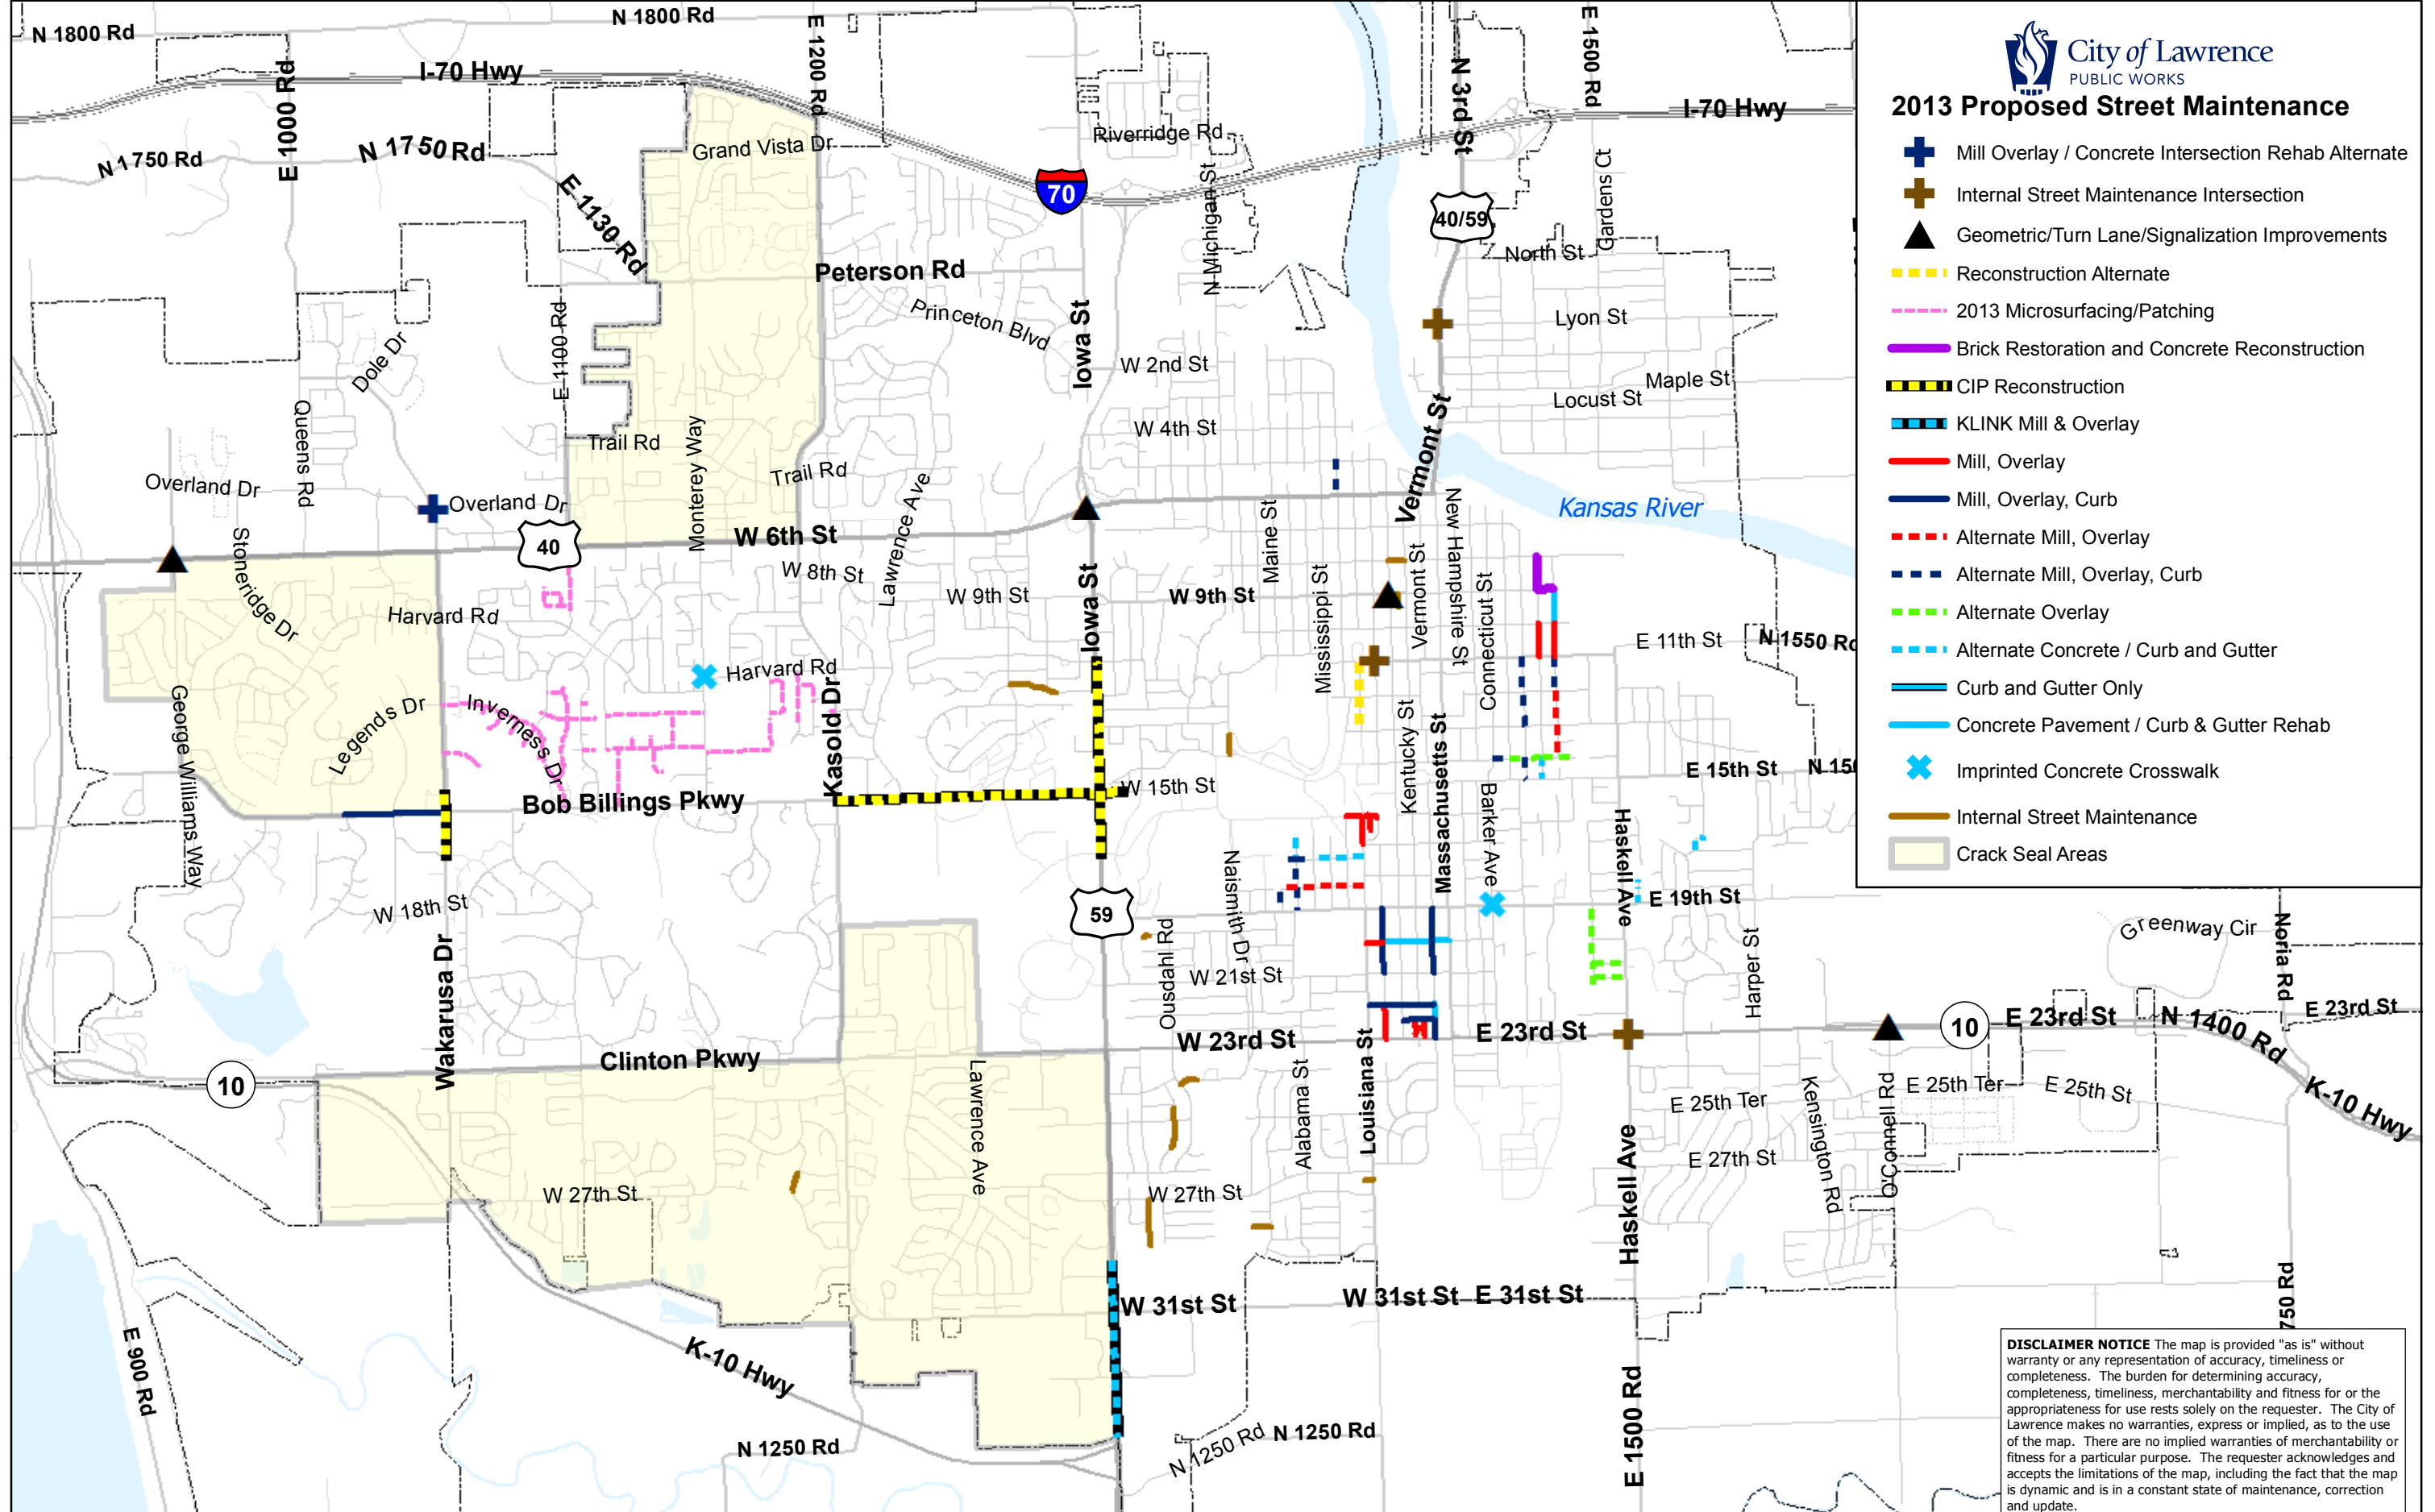 N 1800 Rd
N 1800 Rd
E 1200 Rd
E 1500 Rd
N 3rd St
I-70 Hwy
E 1000 Rd
I-70 Hwy
N 1750 Rd
N 1750 Rd
Grand Vista Dr
Riverridge Rd
N Michigan St
Gardens Ct
70
40/59
E 1130 Rd
North St
Peterson Rd
Princeton Blvd
Iowa St
E 1100 Rd
Dole Dr
Lyon St
W 2nd St
Maple St
Locust St
Queens Rd
Monterey Way
Trail Rd
Trail Rd
W 4th St
Vermont St
Overland Dr
Overland Dr
Lawrence Ave
Maine St
New Hampshire St
Kansas River
40
W 6th St
Stoneridge Dr
W 8th St
W 9th St
W 9th St
Iowa St
Mississippi St
Vermont St
Connecticut St
Harvard Rd
Harvard Rd
E 11th St
N 1550 Rd
George Williams Way
Legends Dr
Inverness Dr
Kasold Dr
Kentucky St
Massachusetts St
Bob Billings Pkwy
W 15th St
E 15th St
N 150
Barker Ave
Haskell Ave
Naismith Dr
W 18th St
59
E 19th St
Greenway Cir
Noria Rd
Wakarusa Dr
Ousdahl Rd
W 21st St
Harper St
W 23rd St
E 23rd St
10
E 23rd St
N 1400 Rd
E 23rd St
Clinton Pkwy
10
Lawrence Ave
Alabama St
Louisiana St
E 25th Ter
Kensington Rd
O'Connell Rd
E 25th Ter
E 25th St
K-10 Hwy
W 27th St
W 27th St
E 27th St
Haskell Ave
W 31st St
W 31st St
E 31st St
750 Rd
E 900 Rd
K-10 Hwy
N 1250 Rd
N 1250 Rd
N 1250 Rd
E 1500 Rd
City of Lawrence
PUBLIC WORKS
2013 Proposed Street Maintenance
Mill Overlay / Concrete Intersection Rehab Alternate
Internal Street Maintenance Intersection
Geometric/Turn Lane/Signalization Improvements
Reconstruction Alternate
2013 Microsurfacing/Patching
Brick Restoration and Concrete Reconstruction
CIP Reconstruction
KLINK Mill & Overlay
Mill, Overlay
Mill, Overlay, Curb
Alternate Mill, Overlay
Alternate Mill, Overlay, Curb
Alternate Overlay
Alternate Concrete / Curb and Gutter
Curb and Gutter Only
Concrete Pavement / Curb & Gutter Rehab
Imprinted Concrete Crosswalk
Internal Street Maintenance
Crack Seal Areas
DISCLAIMER NOTICE The map is provided "as is" without
warranty or any representation of accuracy, timeliness or
completeness. The burden for determining accuracy,
completeness, timeliness, merchantability and fitness for or the
appropriateness for use rests solely on the requester. The City of
Lawrence makes no warranties, express or implied, as to the use
of the map. There are no implied warranties of merchantability or
fitness for a particular purpose. The requester acknowledges and
accepts the limitations of the map, including the fact that the map
is dynamic and is in a constant state of maintenance, correction
and update.